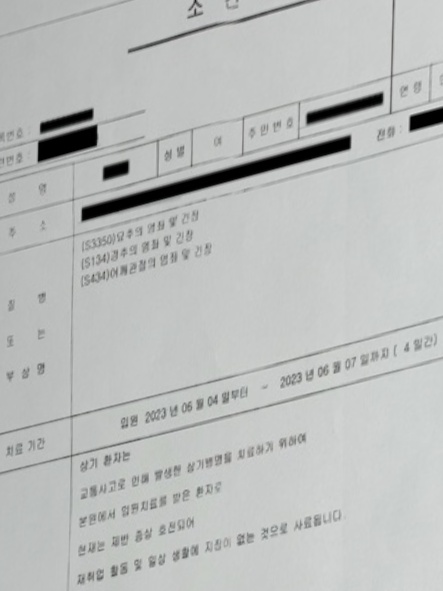 소 견
번호 :
번호 :
성 명 성 별 여 주 민 번 호 연 령
주 소 전화 :
질 병 또 는 부 상 명
(S3350)요추의 염좌 및 긴장
(S134)경추의 염좌 및 긴장
(S434)어깨관절의 염좌 및 긴장
치료 기간 입원 2023 년 06 월 04 일부터 ~ 2023 년 06 월 07 일까지 ( 4 일간)
상기 환자는
교통사고로 인해 발생한 상기병명을 치료하기 위하여
본원에서 입원치료를 받은 환자로
현재는 제반 증상 호전되어
재취업 활동 및 일상 생활에 지장이 없는 것으로 사료됩니다.